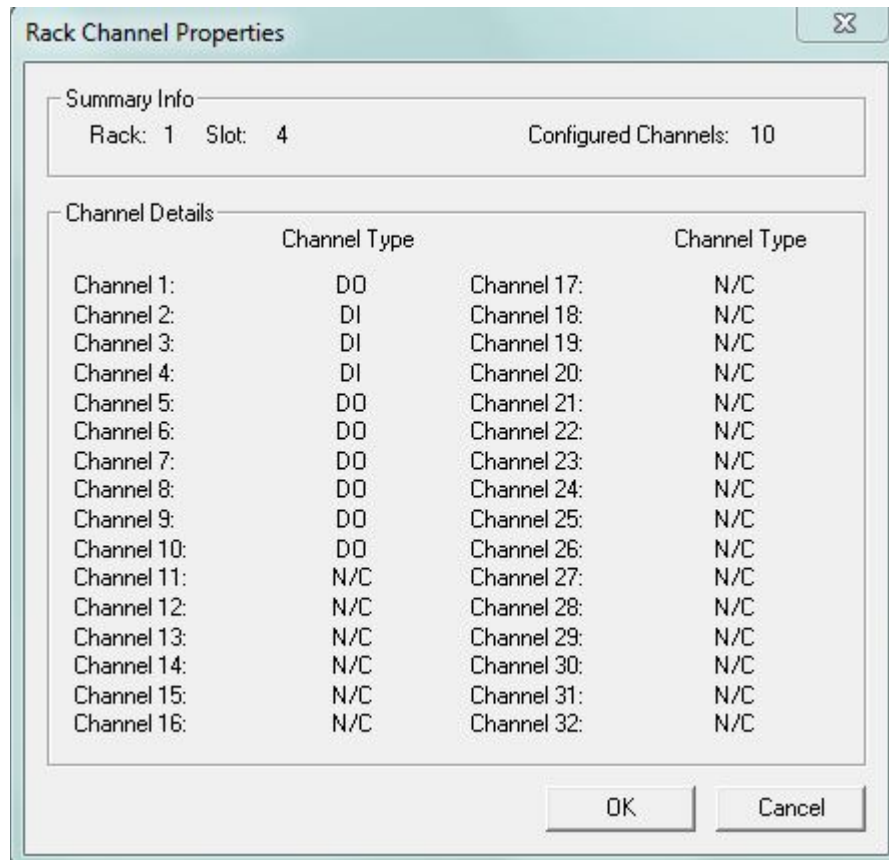 Rack Channel Properties
Summary Info
Rack: 1 Slot: 4 Configured Channels: 10
Channel Details
Channel Type Channel Type
Channel 1: DO Channel 17: N/C
Channel 2: DI Channel 18: N/C
Channel 3: DI Channel 19: N/C
Channel 4: DI Channel 20: N/C
Channel 5: DO Channel 21: N/C
Channel 6: DO Channel 22: N/C
Channel 7: DO Channel 23: N/C
Channel 8: DO Channel 24: N/C
Channel 9: DO Channel 25: N/C
Channel 10: DO Channel 26: N/C
Channel 11: N/C Channel 27: N/C
Channel 12: N/C Channel 28: N/C
Channel 13: N/C Channel 29: N/C
Channel 14: N/C Channel 30: N/C
Channel 15: N/C Channel 31: N/C
Channel 16: N/C Channel 32: N/C
OK Cancel